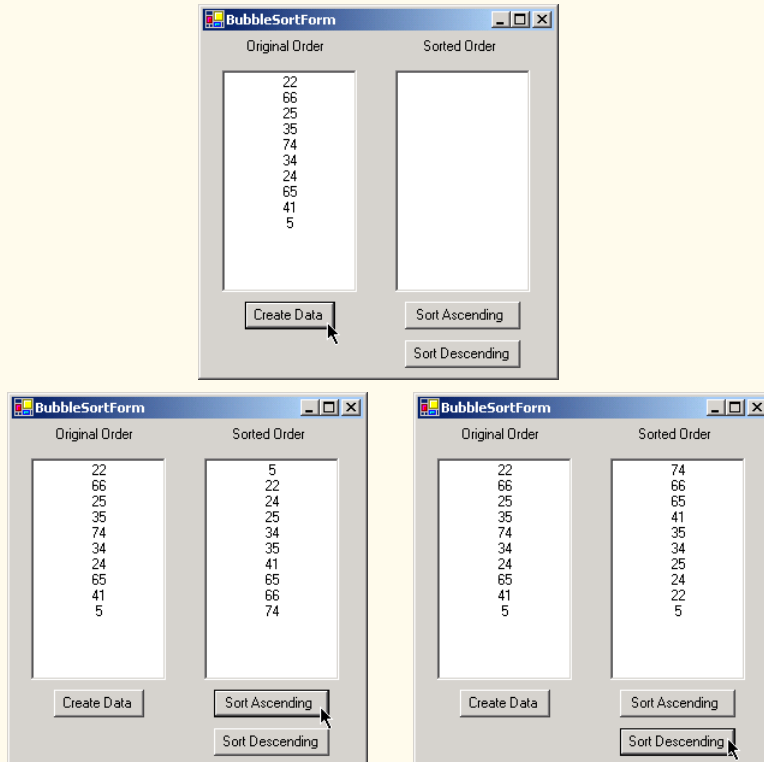 BubbleSortForm
Original Order Sorted Order
22
66
25
35
74
34
24
65
41
5
Create Data Sort Ascending
Sort Descending
BubbleSortForm
Original Order Sorted Order
22 5
66 22
25 24
35 25
74 34
34 35
24 41
65 65
41 66
5 74
Create Data Sort Ascending
Sort Descending
BubbleSortForm
Original Order Sorted Order
22 74
66 66
25 65
35 41
74 35
34 34
24 25
65 24
41 22
5 5
Create Data Sort Ascending
Sort Descending